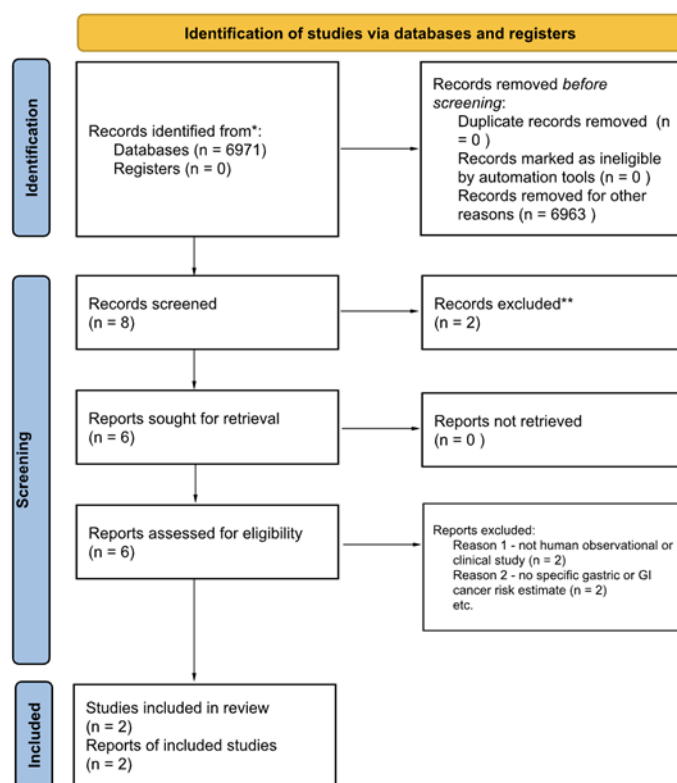 Identification of studies via databases and registers
Identification
Records identified from*:
Databases (n = 6971)
Registers (n = 0)
Records removed before
screening:
Duplicate records removed (n
= 0 )
Records marked as ineligible
by automation tools (n = 0 )
Records removed for other
reasons (n = 6963 )
Screening
Records screened
(n = 8)
Records excluded**
(n = 2)
Reports sought for retrieval
(n = 6)
Reports not retrieved
(n = 0 )
Reports assessed for eligibility
(n = 6)
Reports excluded:
Reason 1 - not human observational or
clinical study (n = 2)
Reason 2 - no specific gastric or GI
cancer risk estimate (n = 2)
etc.
Included
Studies included in review
(n = 2)
Reports of included studies
(n = 2)